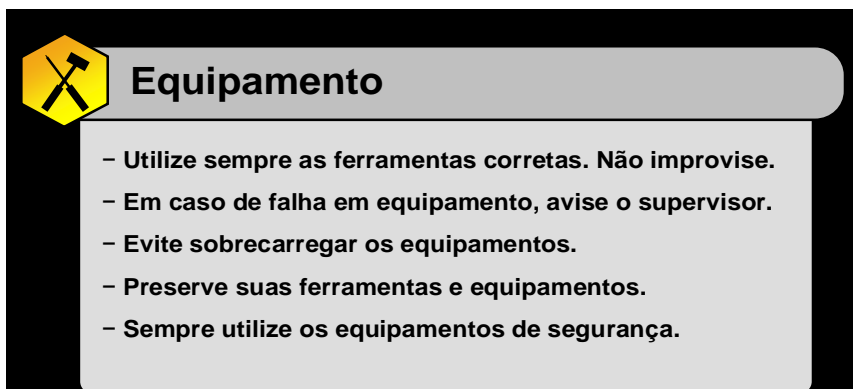 Equipamento
− Utilize sempre as ferramentas corretas. Não improvise.
− Em caso de falha em equipamento, avise o supervisor.
− Evite sobrecarregar os equipamentos.
− Preserve suas ferramentas e equipamentos.
− Sempre utilize os equipamentos de segurança.